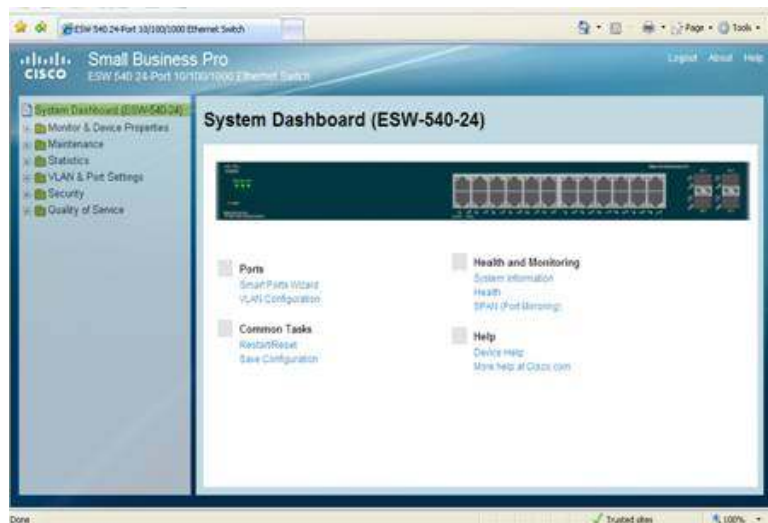 ESW 540 24-Port 10/100/1000 Ethernet Switch
Page
Tools
CISCO
Small Business Pro
ESW 540 24-Port 10/100/1000 Ethernet Switch
Logout About Help
System Dashboard (ESW-540-24)
Monitor & Device Properties
Maintenance
Statistics
VLAN & Port Settings
Security
Quality of Service
System Dashboard (ESW-540-24)
Ports
Smart Ports Wizard
VLAN Configuration
Common Tasks
Restart/Reset
Save Configuration
Health and Monitoring
System Information
Health
SPAN (Port Mirroring)
Help
Device Help
More help at Cisco.com
Done
Trusted sites
100%